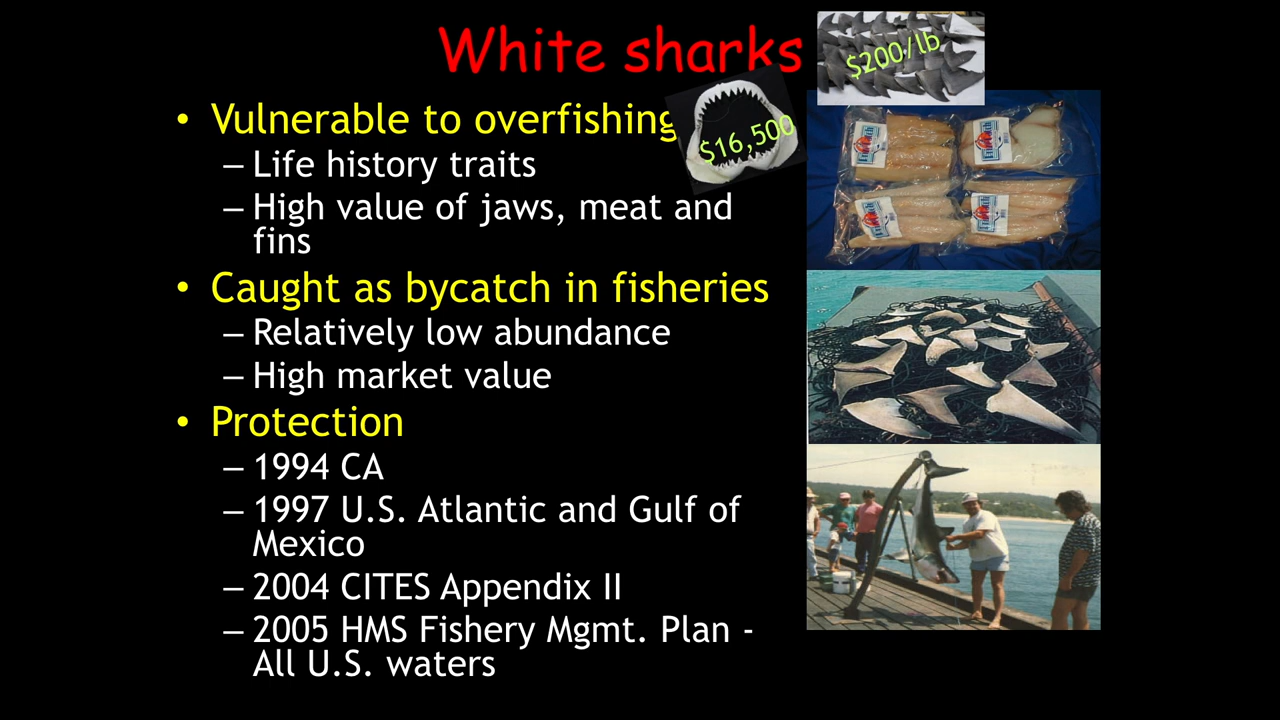 White sharks
$200/lb
$16,500
• Vulnerable to overfishing
– Life history traits
– High value of jaws, meat and
fins
• Caught as bycatch in fisheries
– Relatively low abundance
– High market value
• Protection
– 1994 CA
– 1997 U.S. Atlantic and Gulf of
Mexico
– 2004 CITES Appendix II
– 2005 HMS Fishery Mgmt. Plan -
All U.S. waters